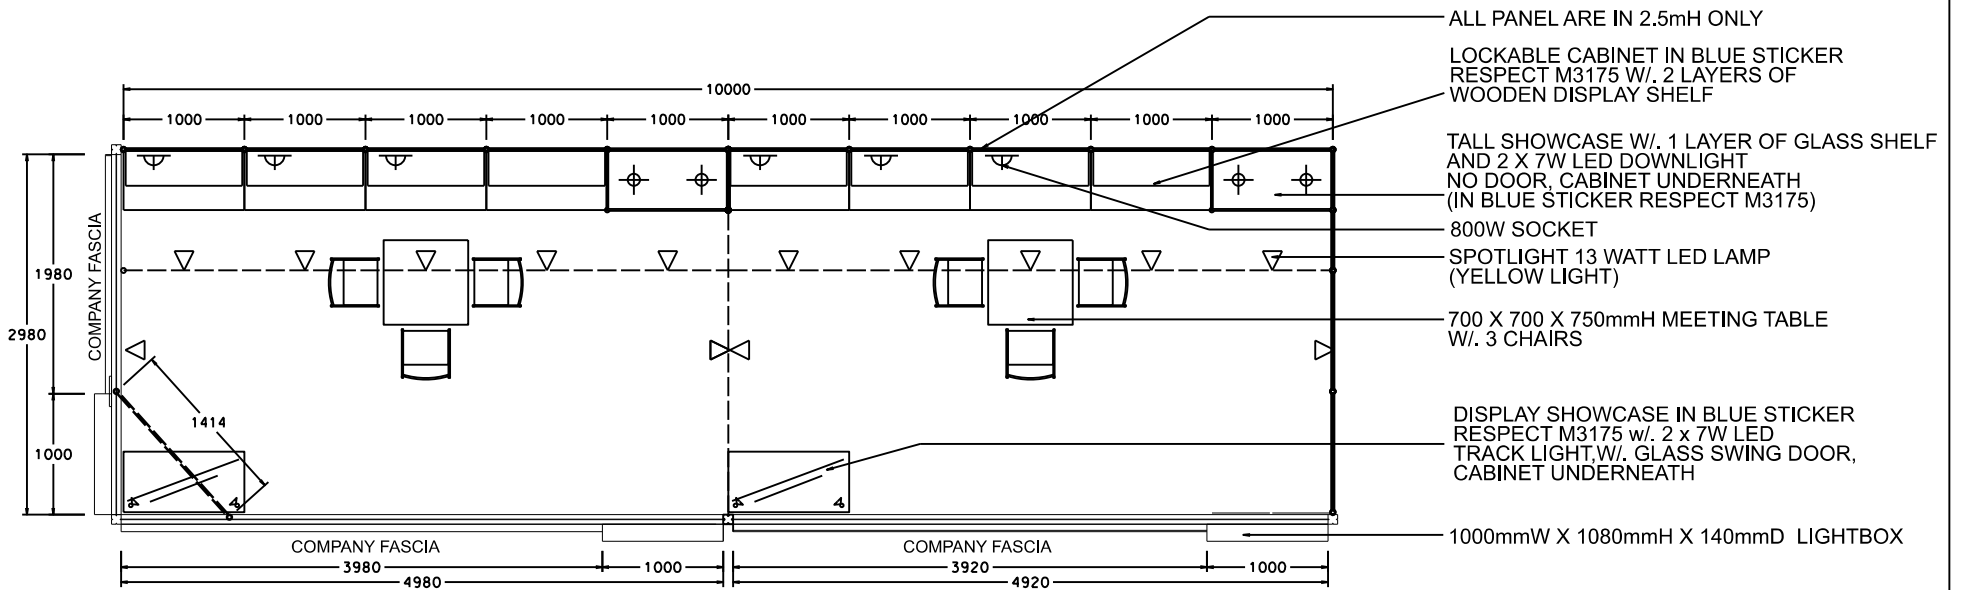 ALL PANEL ARE IN 2.5mH ONLY
LOCKABLE CABINET IN BLUE STICKER
RESPECT M3175 W/. 2 LAYERS OF
WOODEN DISPLAY SHELF
10000
1000 1000 1000 1000 1000 1000 1000 1000 1000 1000
TALL SHOWCASE W/. 1 LAYER OF GLASS SHELF
AND 2 X 7W LED DOWNLIGHT
NO DOOR, CABINET UNDERNEATH
(IN BLUE STICKER RESPECT M3175)
800W SOCKET
SPOTLIGHT 13 WATT LED LAMP
(YELLOW LIGHT)
700 X 700 X 750mmH MEETING TABLE
W/. 3 CHAIRS
COMPANY FASCIA
1980
2980
1000
1414
DISPLAY SHOWCASE IN BLUE STICKER
RESPECT M3175 w/. 2 x 7W LED
TRACK LIGHT,W/. GLASS SWING DOOR,
CABINET UNDERNEATH
1000mmW X 1080mmH X 140mmD LIGHTBOX
COMPANY FASCIA
COMPANY FASCIA
3980 1000 3920 1000
4980 4920